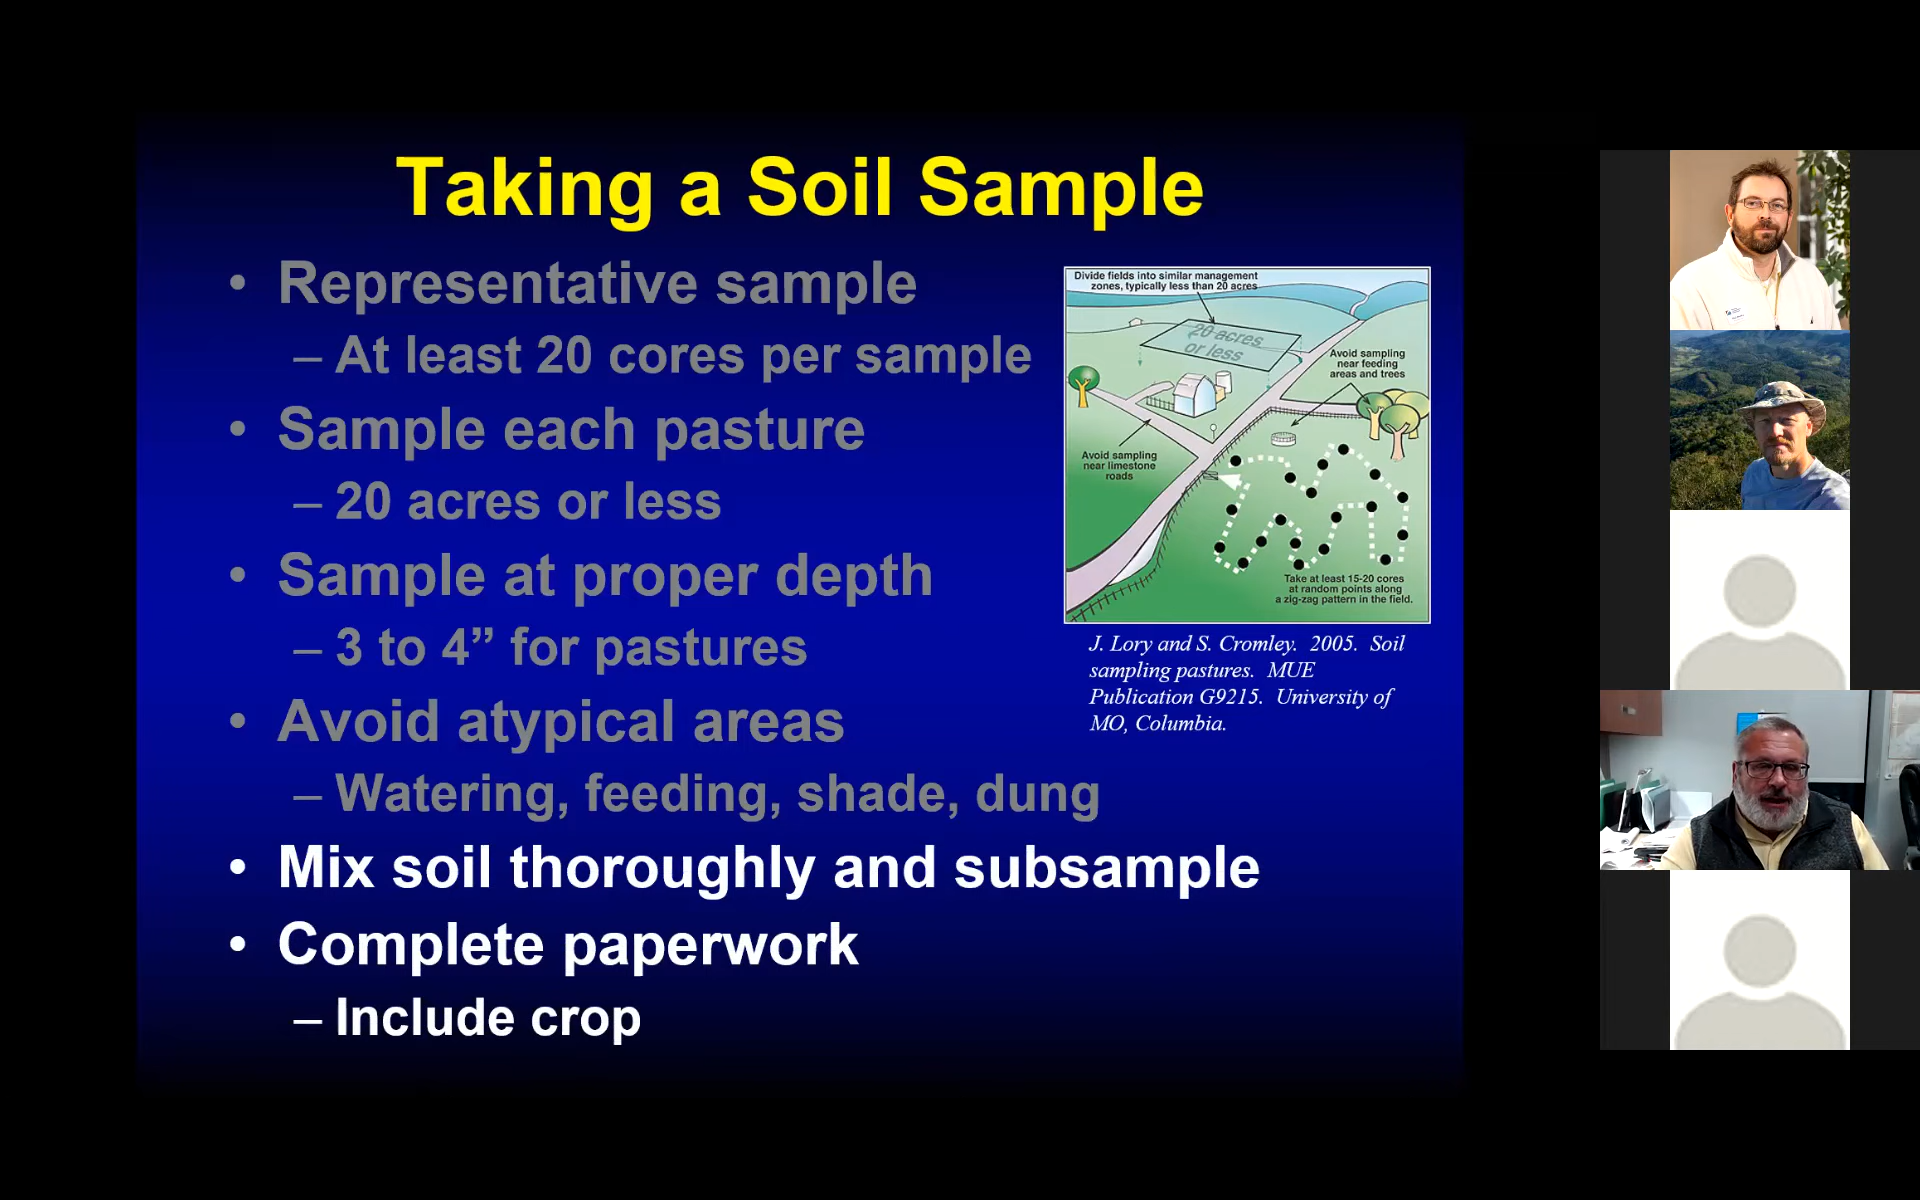 Taking a Soil Sample
• Representative sample
– At least 20 cores per sample
• Sample each pasture
– 20 acres or less
• Sample at proper depth
– 3 to 4” for pastures
• Avoid atypical areas
– Watering, feeding, shade, dung
• Mix soil thoroughly and subsample
• Complete paperwork
– Include crop
Divide fields into similar management
zones, typically less than 20 acres
20 acres
or less
Avoid sampling
near feeding
areas and trees
Avoid sampling
near limestone
roads
Take at least 15-20 cores
at random points along
a zig-zag pattern in the field.
J. Lory and S. Cromley. 2005. Soil
sampling pastures. MUE
Publication G9215. University of
MO, Columbia.